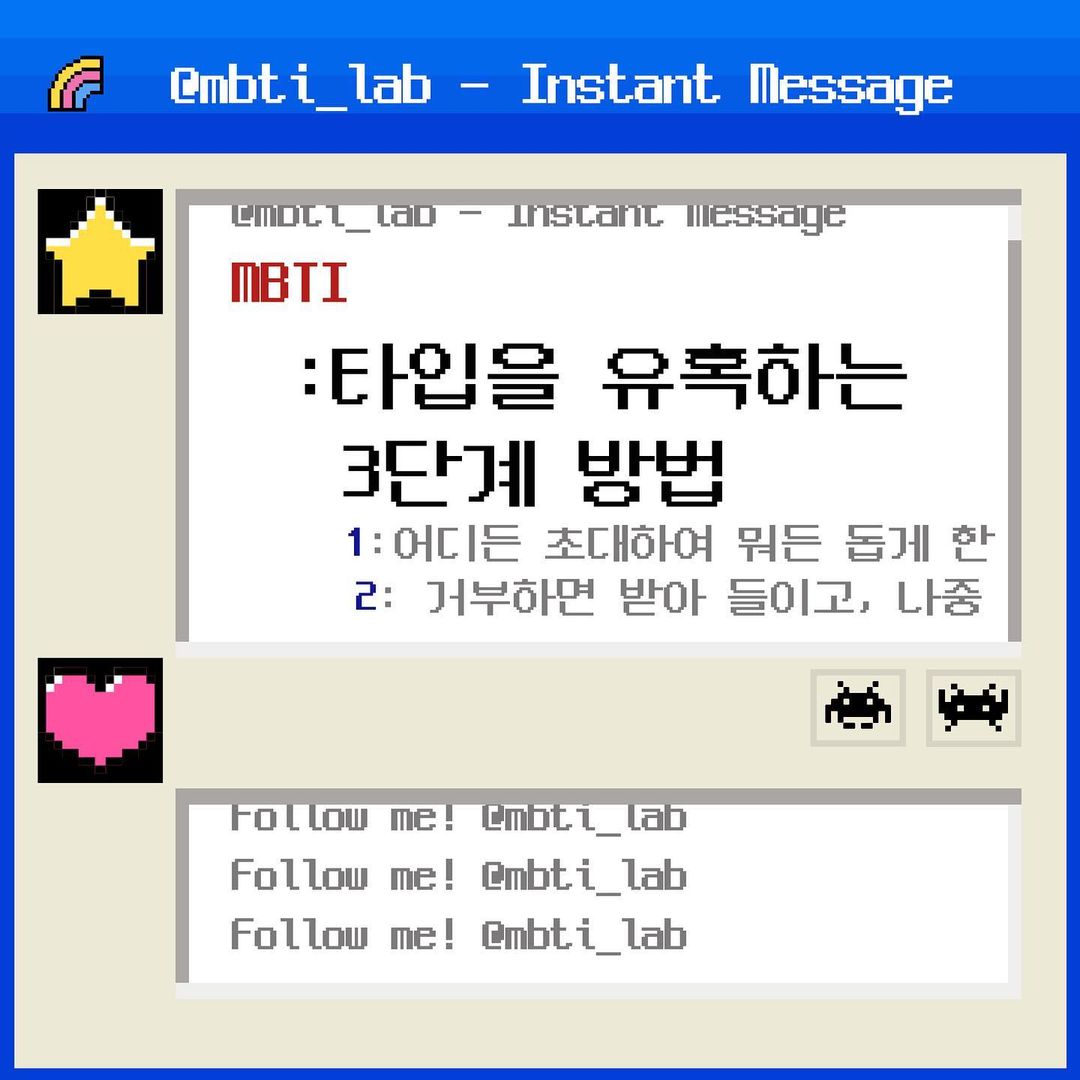 @mbti_lab - Instant Message
@mbti_lab - Instant Message
MBTI
:타입을 유혹하는
3단계 방법
1:어디든 초대하여 뭐든 돕게 한
2: 거부하면 받아 들이고, 나중
Follow me! @mbti_lab
Follow me! @mbti_lab
Follow me! @mbti_lab